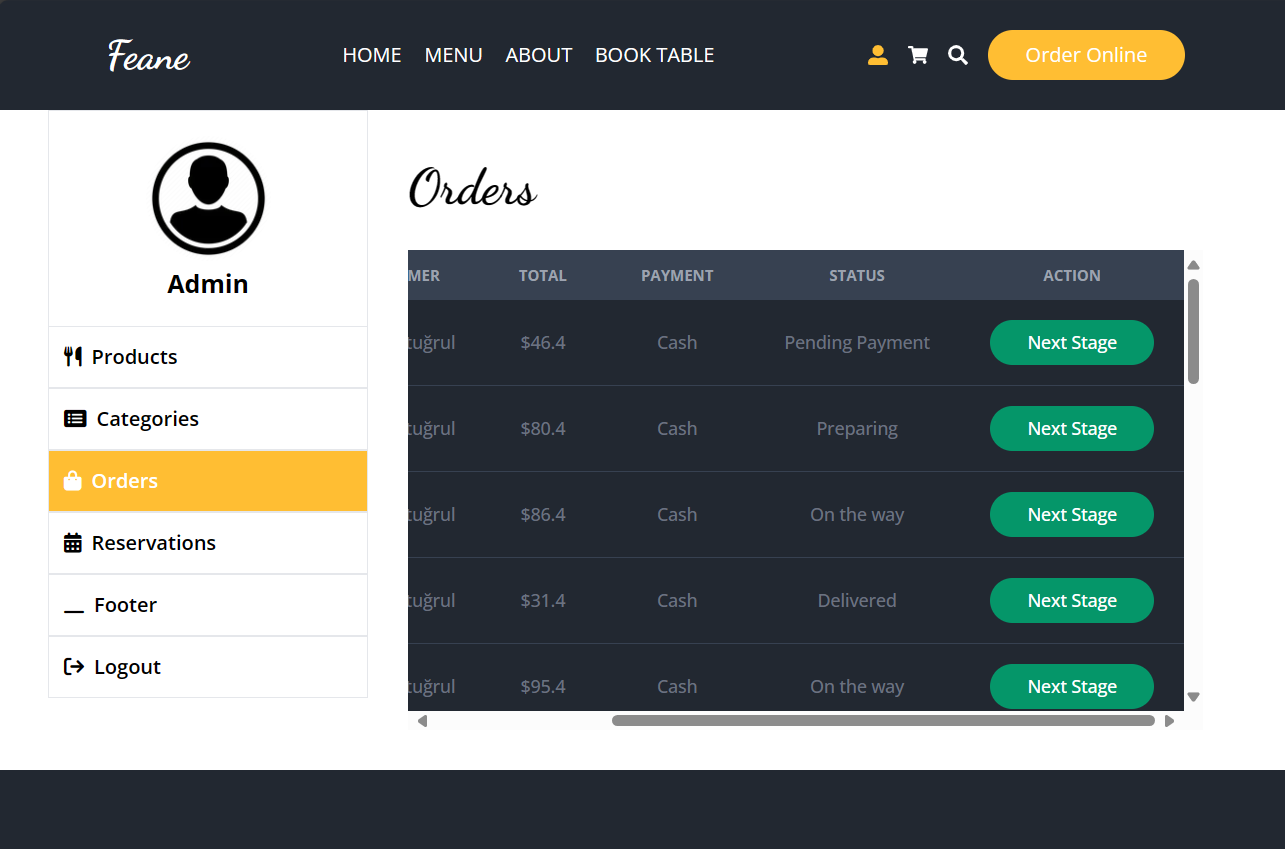 Feane HOME MENU ABOUT BOOK TABLE Order Online
Admin
Products
Categories
Orders
Reservations
Footer
Logout
Orders
MER TOTAL PAYMENT STATUS ACTION
tuğrul $46.4 Cash Pending Payment Next Stage
tuğrul $80.4 Cash Preparing Next Stage
tuğrul $86.4 Cash On the way Next Stage
tuğrul $31.4 Cash Delivered Next Stage
tuğrul $95.4 Cash On the way Next Stage